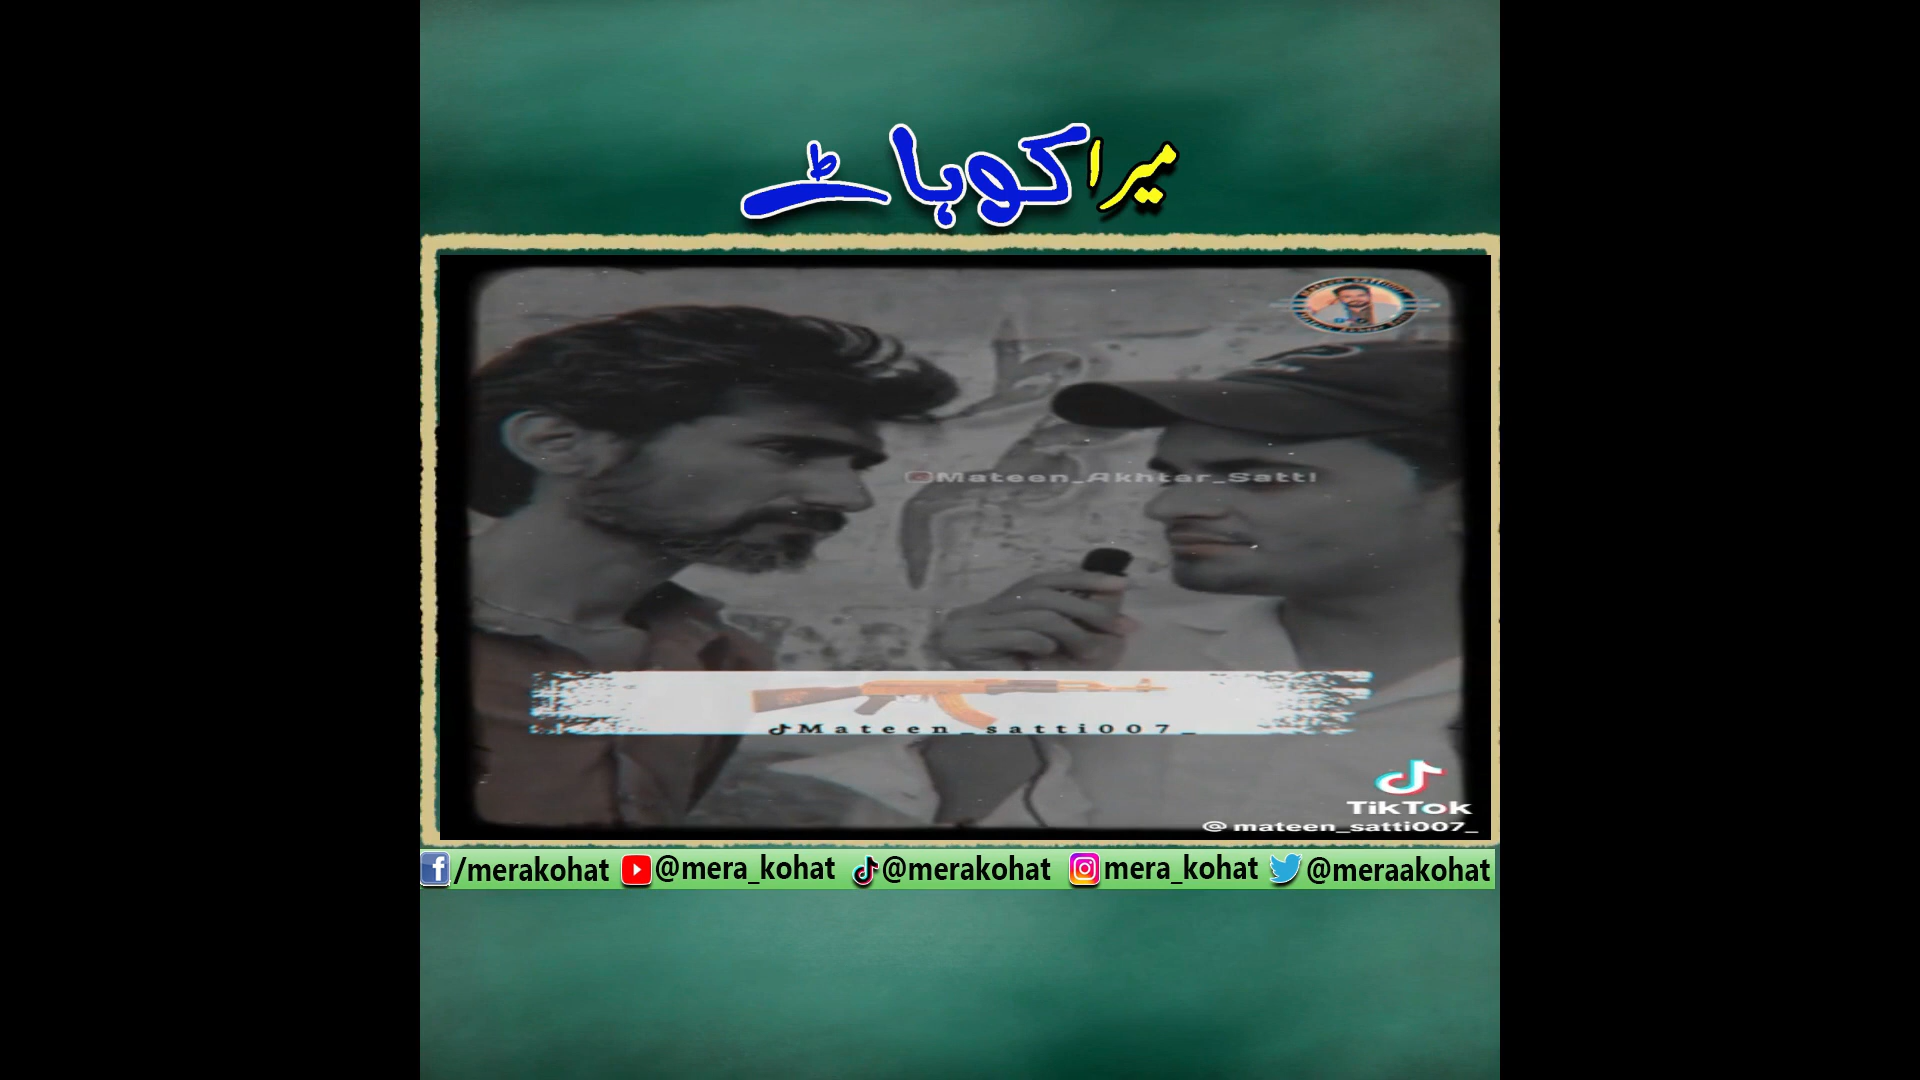 میرا کوہاٹ
Mateen_Akhtar_Satti
Mateen_satti007_
TikTok
@mateen_satti007_
/merakohat @mera_kohat @merakohat mera_kohat @meraakohat